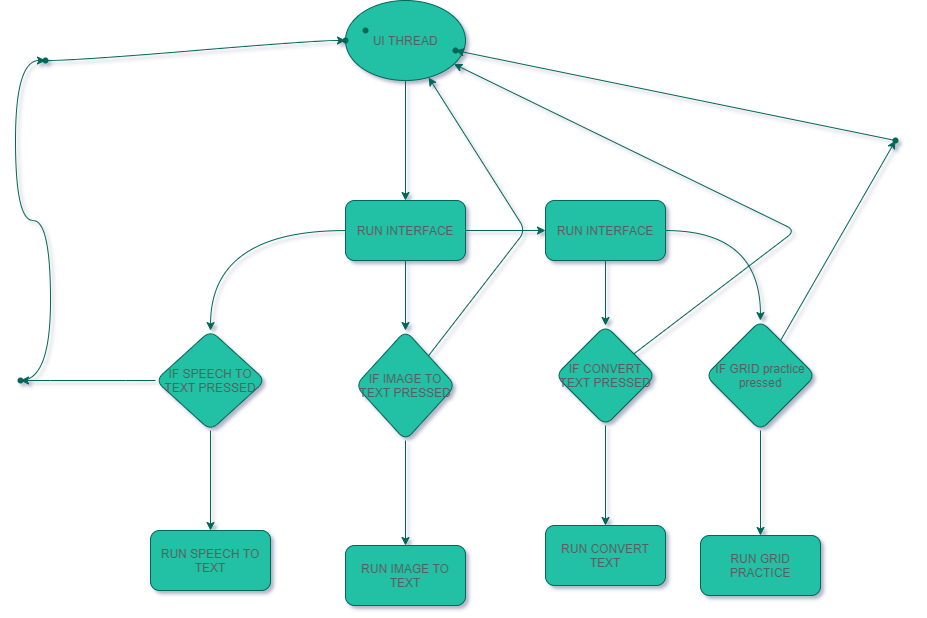 UI THREAD
RUN INTERFACE
RUN INTERFACE
IF SPEECH TO
TEXT PRESSED
IF IMAGE TO
TEXT PRESSED
IF CONVERT
TEXT PRESSED
IF GRID practice
pressed
RUN SPEECH TO
TEXT
RUN IMAGE TO
TEXT
RUN CONVERT
TEXT
RUN GRID
PRACTICE